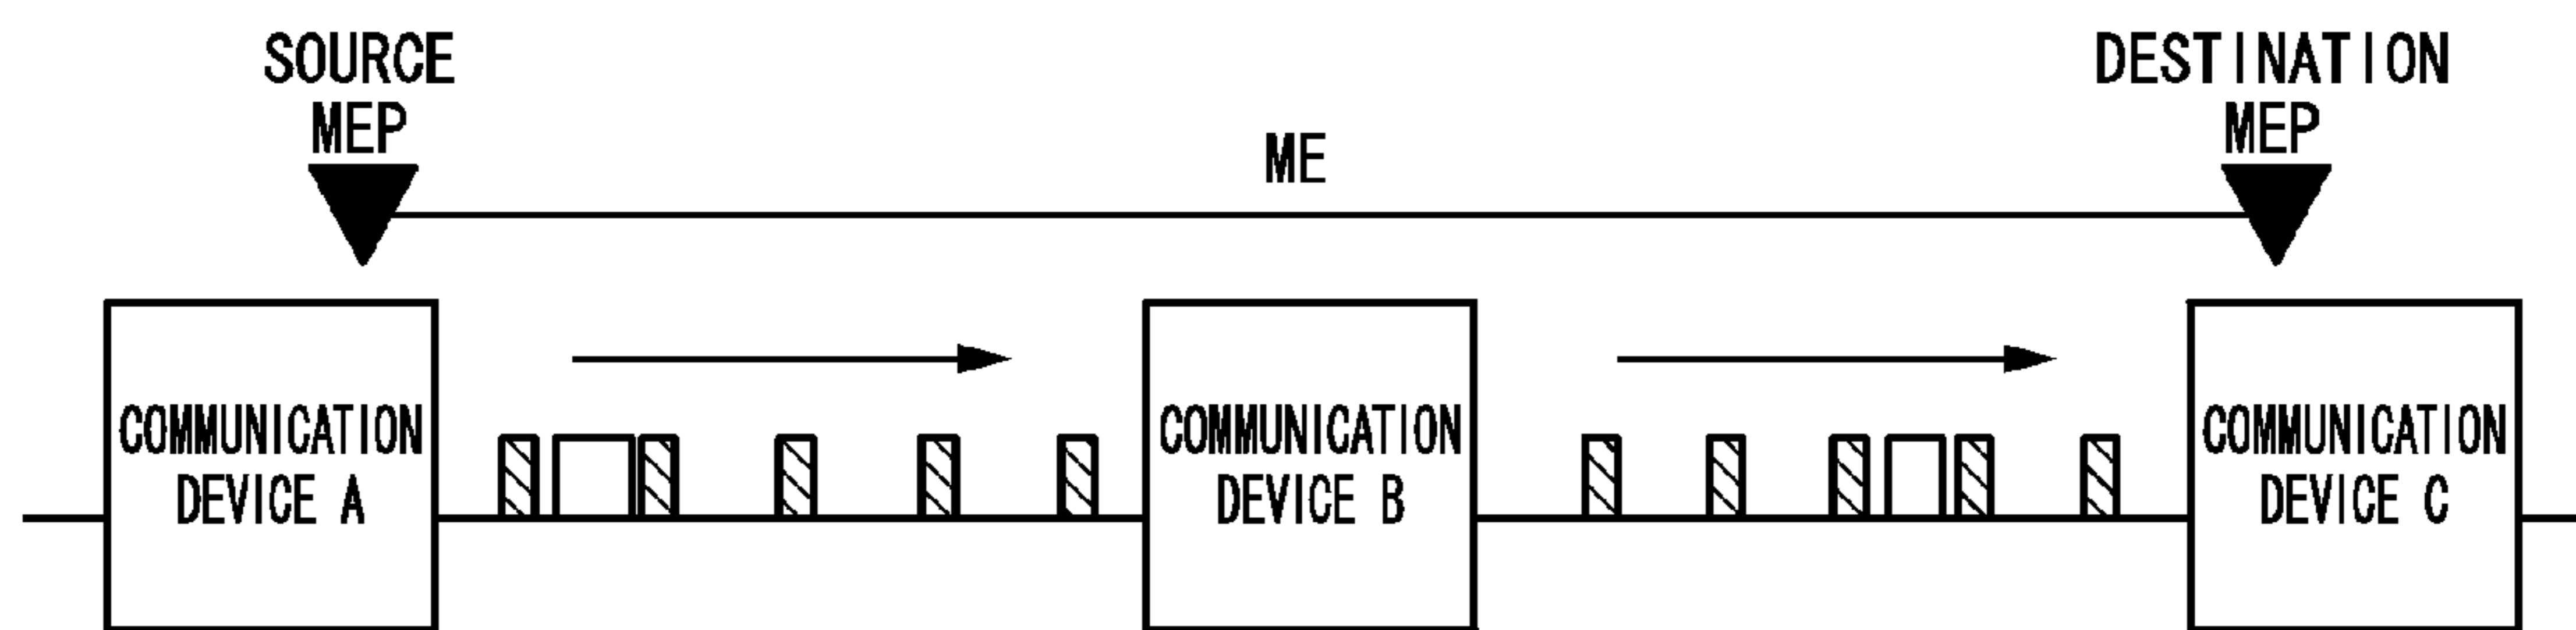 SOURCE
MEP
DESTINATION
MEP
ME
COMMUNICATION
DEVICE A
COMMUNICATION
DEVICE B
COMMUNICATION
DEVICE C